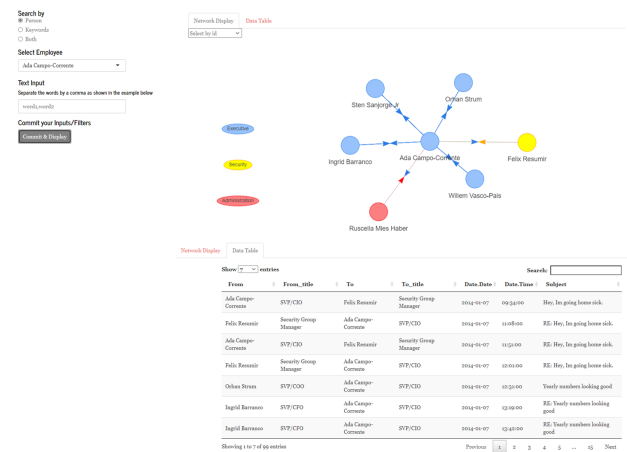 Search by
Person
Keywords
Both
Select Employee
Ada Campo-Corrente
Text Input
Separate the words by a comma as shown in the example below
word1,word2
Commit your Inputs/Filters
Commit & Display
Network Display Data Table
Select by id
Executive
Security
Administration
Sten Sanjorge Jr
Orhan Strum
Ingrid Barranco
Ada Campo-Corrente
Felix Resumir
Willem Vasco-Pais
Ruscella Mies Haber
Network Display Data Table
Show 7 entries Search:
From From_title To To_title Date.Date Date.Time Subject
Ada Campo-Corrente SVP/CIO Felix Resumir Security Group Manager 2014-01-07 09:34:00 Hey, Im going home sick.
Felix Resumir Security Group Manager Ada Campo-Corrente SVP/CIO 2014-01-07 11:08:00 RE: Hey, Im going home sick.
Ada Campo-Corrente SVP/CIO Felix Resumir Security Group Manager 2014-01-07 11:51:00 RE: Hey, Im going home sick.
Felix Resumir Security Group Manager Ada Campo-Corrente SVP/CIO 2014-01-07 12:01:00 RE: Hey, Im going home sick.
Orhan Strum SVP/COO Ada Campo-Corrente SVP/CIO 2014-01-07 12:31:00 Yearly numbers looking good
Ingrid Barranco SVP/CFO Ada Campo-Corrente SVP/CIO 2014-01-07 13:19:00 RE: Yearly numbers looking good
Ingrid Barranco SVP/CFO Ada Campo-Corrente SVP/CIO 2014-01-07 13:42:00 RE: Yearly numbers looking good
Showing 1 to 7 of 99 entries Previous 1 2 3 4 5 ... 15 Next